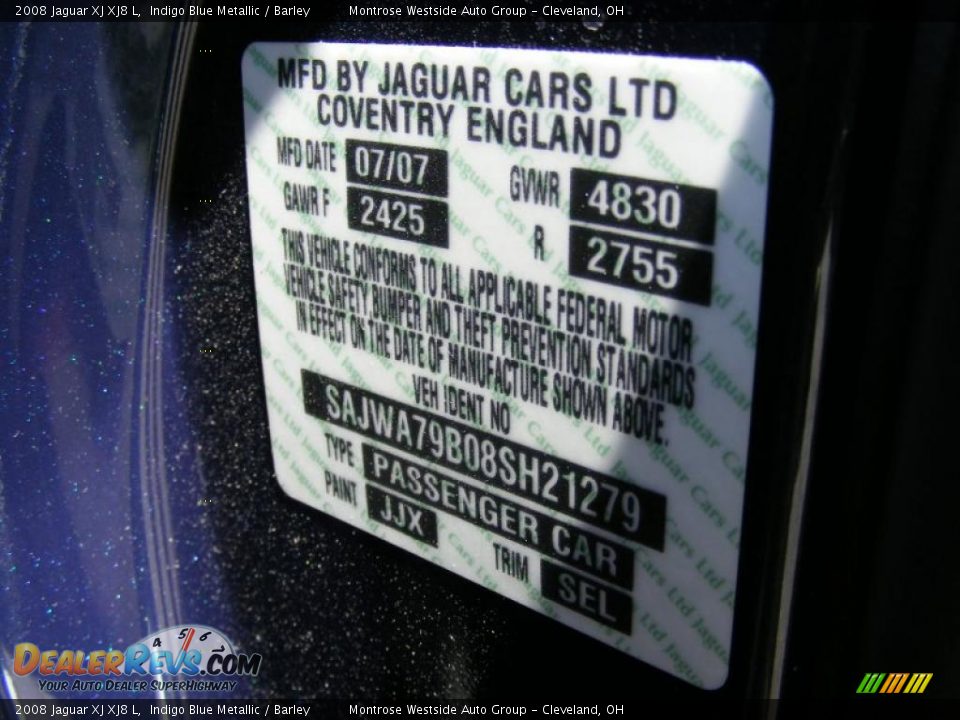 2008 Jaguar XJ XJ8 L, Indigo Blue Metallic / Barley Montrose Westside Auto Group - Cleveland, OH
MFD BY JAGUAR CARS LTD
COVENTRY ENGLAND
MFD DATE 07/07 GVWR 4830
GAWR F 2425 R 2755
THIS VEHICLE CONFORMS TO ALL APPLICABLE FEDERAL MOTOR
VEHICLE SAFETY,BUMPER AND THEFT PREVENTION STANDARDS
IN EFFECT ON THE DATE OF MANUFACTURE SHOWN ABOVE.
VEH IDENT NO
SAJWA79B08SH21279
TYPE PASSENGER CAR
PAINT JJX TRIM SEL
4 5 6
DEALERREVS.COM
YOUR AUTO DEALER SUPERHIGHWAY
2008 Jaguar XJ XJ8 L, Indigo Blue Metallic / Barley Montrose Westside Auto Group - Cleveland, OH